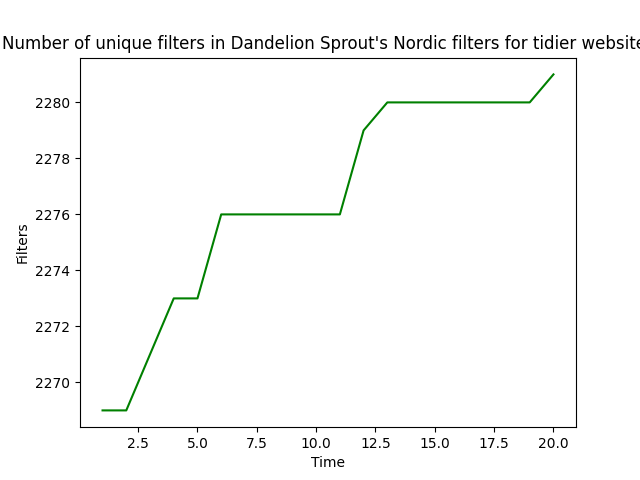 Number of unique filters in Dandelion Sprout's Nordic filters for tidier website
2280
2278
2276
2274
2272
2270
Filters
2.5 5.0 7.5 10.0 12.5 15.0 17.5 20.0
Time